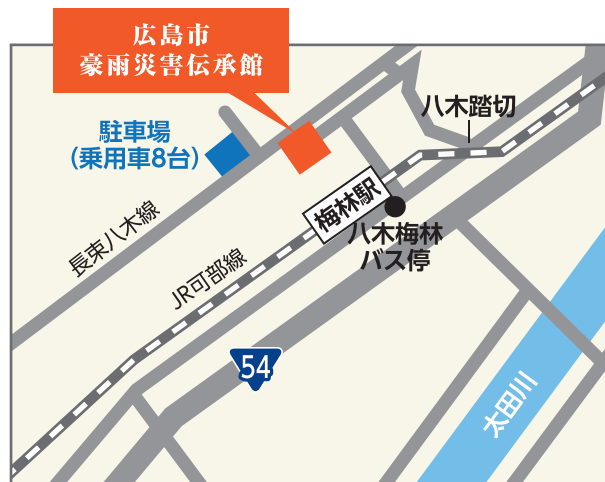 広島市
豪雨災害伝承館
八木踏切
駐車場
（乗用車8台）
梅林駅
八木梅林
バス停
長束八木線
JR可部線
54
太田川